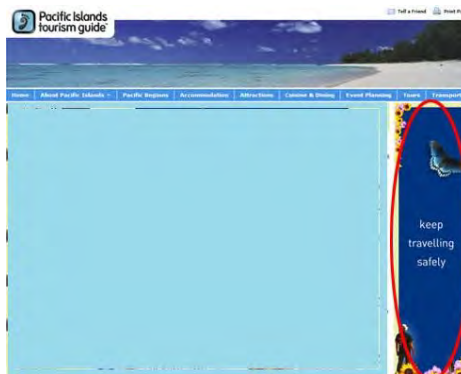 Pacific Islands
tourism guide
Tell a Friend Print P
Home About Pacific Islands Pacific Regions Accommodation Attractions Cuisine & Dining Event Planning Tours Transport
keep
travelling
safely